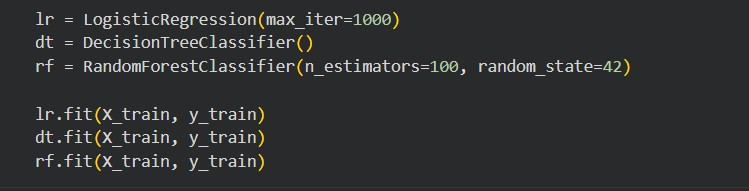 lr = LogisticRegression(max_iter=1000)
dt = DecisionTreeClassifier()
rf = RandomForestClassifier(n_estimators=100, random_state=42)
lr.fit(X_train, y_train)
dt.fit(X_train, y_train)
rf.fit(X_train, y_train)